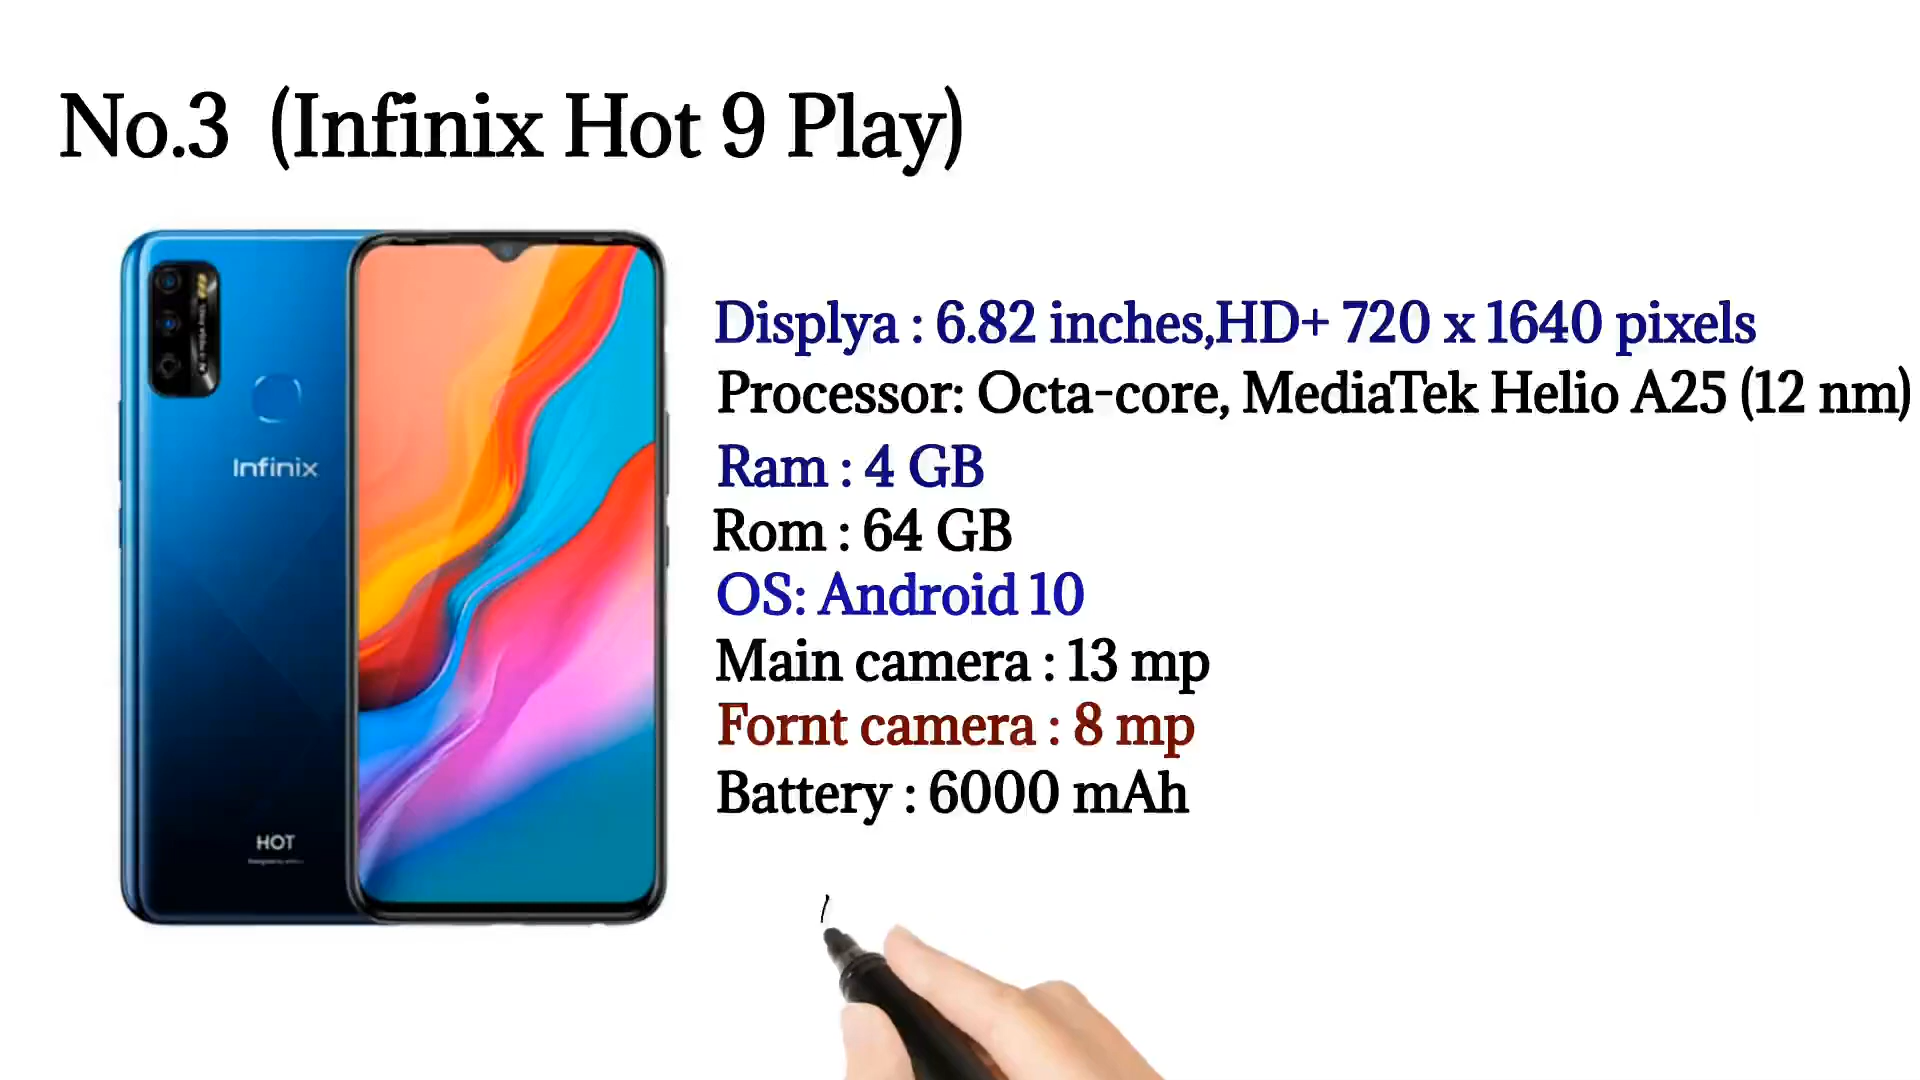 No.3 (Infinix Hot 9 Play)
Displya : 6.82 inches,HD+ 720 x 1640 pixels
Processor: Octa-core, MediaTek Helio A25 (12 nm)
Ram : 4 GB
Rom : 64 GB
OS: Android 10
Main camera : 13 mp
Fornt camera : 8 mp
Battery : 6000 mAh
Infinix
HOT